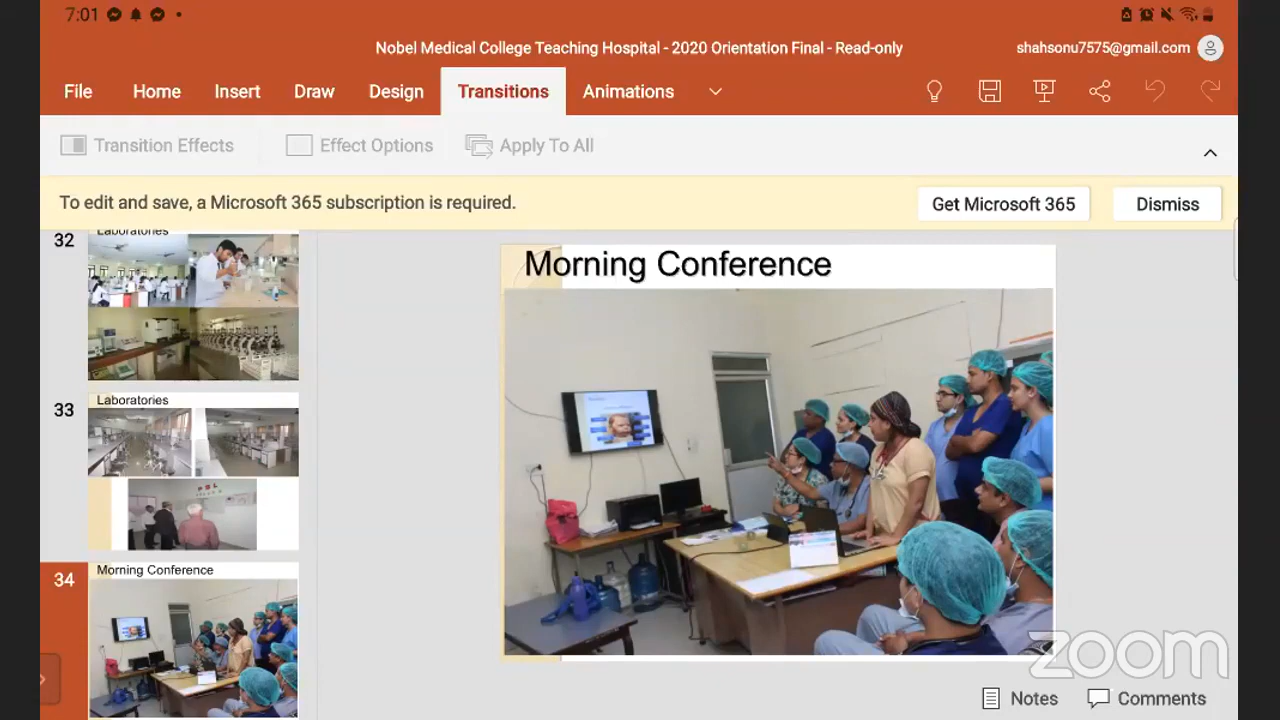 7:01
Nobel Medical College Teaching Hospital - 2020 Orientation Final - Read-only
shahsonu7575@gmail.com
File Home Insert Draw Design Transitions Animations
Transition Effects Effect Options Apply To All
To edit and save, a Microsoft 365 subscription is required.
Get Microsoft 365 Dismiss
32
Laboratories
33
Laboratories
34
Morning Conference
Morning Conference
zoom
Notes Comments